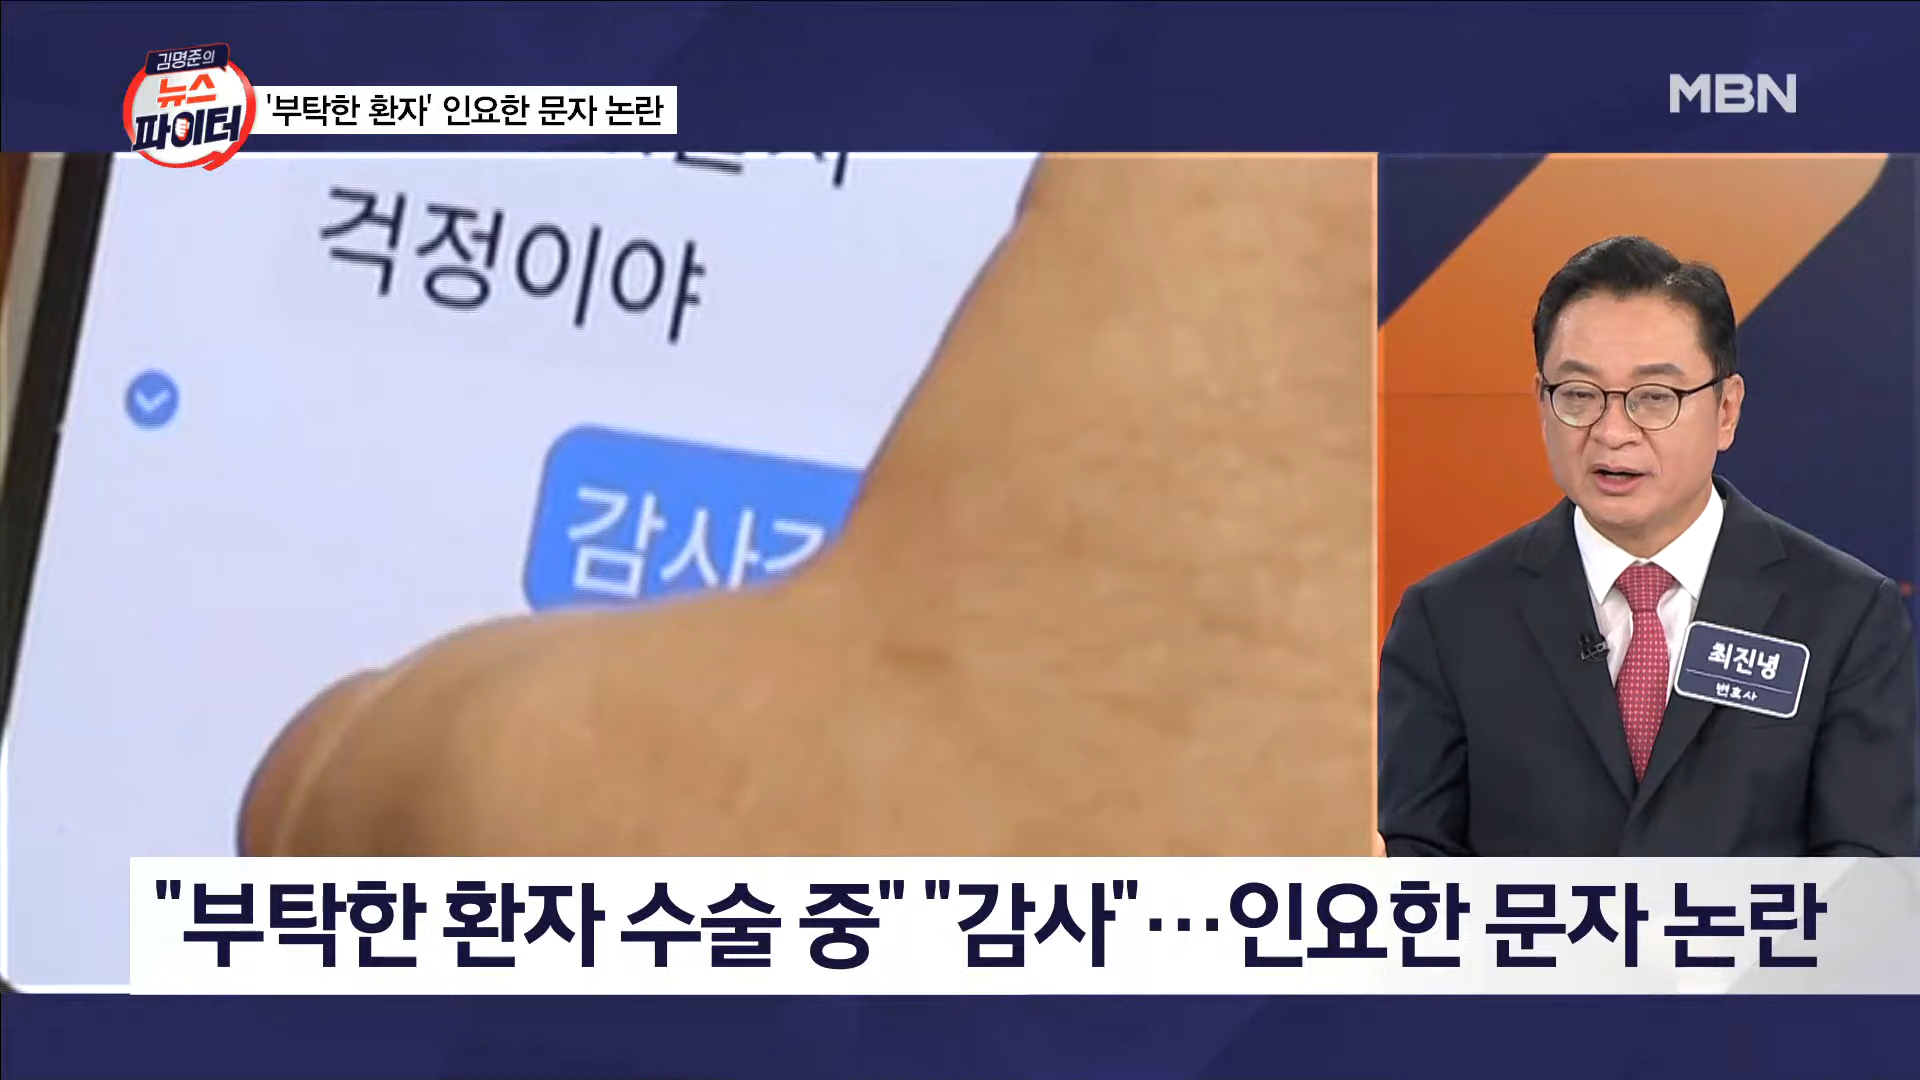 김명준의
뉴스
파이터
'부탁한 환자' 인요한 문자 논란
MBN
걱정이야
감사
최진녕
변호사
"부탁한 환자 수술 중" "감사"…인요한 문자 논란